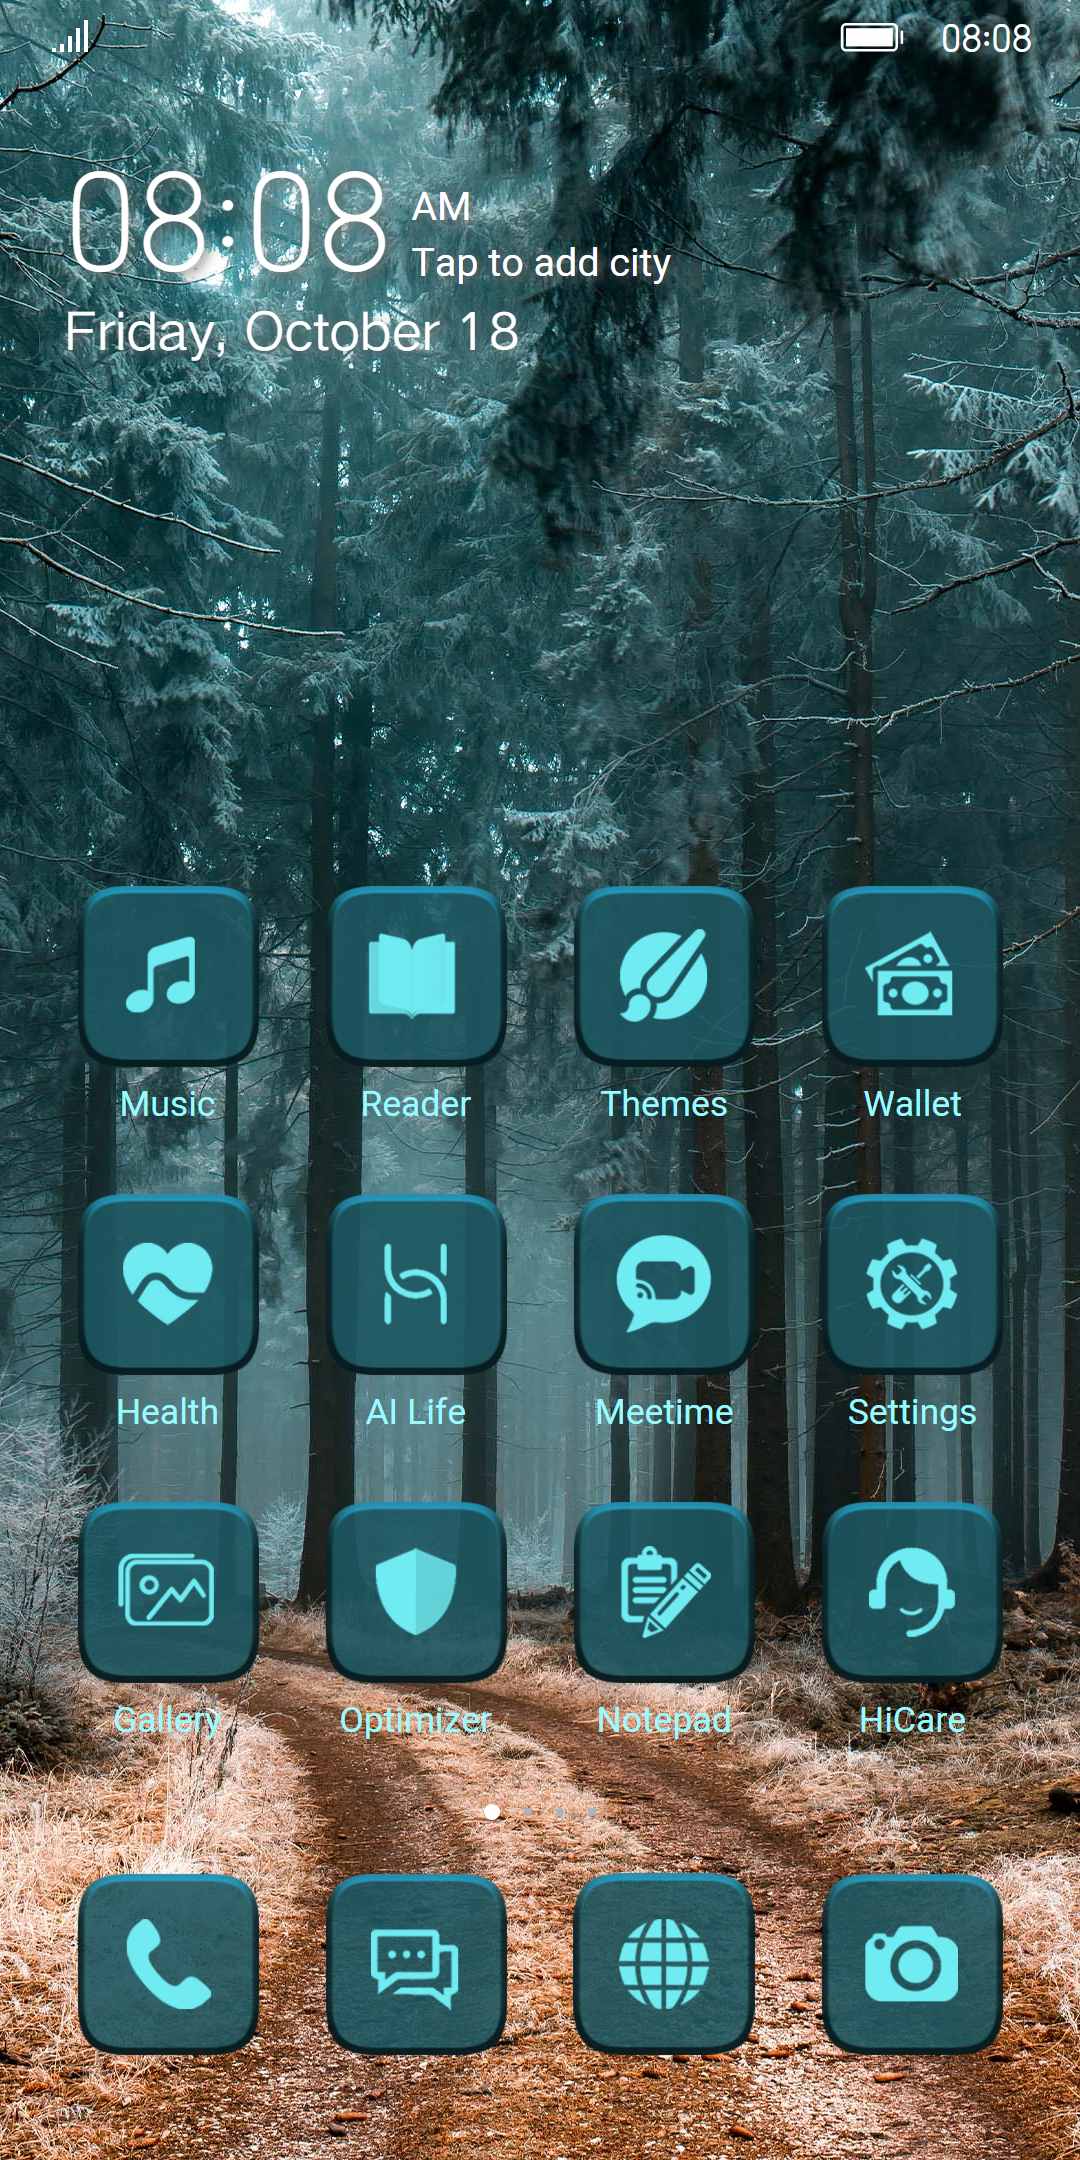 08:08
08:08 AM
Tap to add city
Friday, October 18
Music Reader Themes Wallet
Health AI Life Meetime Settings
Gallery Optimizer Notepad HiCare